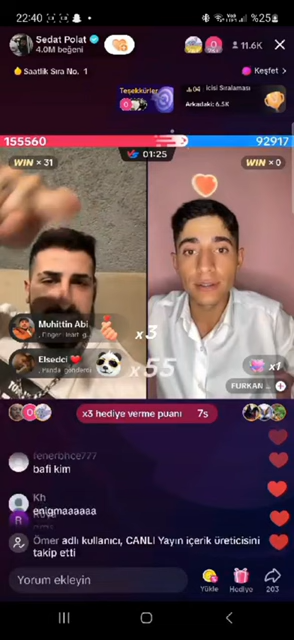 22:40
%25
Sedat Polat
4.0M beğeni
11.6K
Saatlik Sıra No. 1
Keşfet >
Teşekkürler
icisi Sıralaması
Arkadaki: 6.5K
155560
92917
WIN × 31
01:25
WIN × 0
Muhittin Abi
x3
Elsedci
x55
x1
FURKAN ...
x3 hediye verme puanı 7s
fenerbhce777
bafi kim
Kh
enigmaaaaaa
Ömer adlı kullanıcı, CANLI Yayın içerik üreticisini
takip etti
Yorum ekleyin
Yükle
Hediye
203